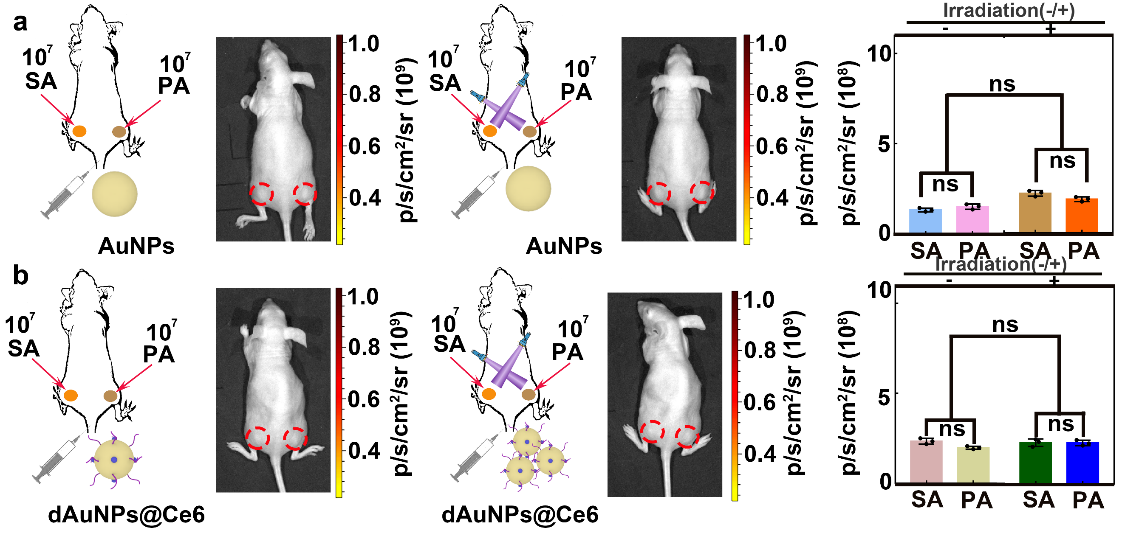 a
10⁷
SA
10⁷
PA
AuNPs
1.0
0.8
0.6
0.4
p/s/cm²/sr (10⁹)
10⁷
SA
10⁷
PA
AuNPs
1.0
0.8
0.6
0.4
p/s/cm²/sr (10⁹)
Irradiation(-/+)
- +
10
5
0
p/s/cm²/sr (10⁸)
ns
ns
ns
SA PA SA PA
b
10⁷
SA
10⁷
PA
dAuNPs@Ce6
1.0
0.8
0.6
0.4
p/s/cm²/sr (10⁹)
10⁷
SA
10⁷
PA
dAuNPs@Ce6
1.0
0.8
0.6
0.4
p/s/cm²/sr (10⁹)
Irradiation(-/+)
- +
10
5
0
p/s/cm²/sr (10⁸)
ns
ns
ns
SA PA SA PA